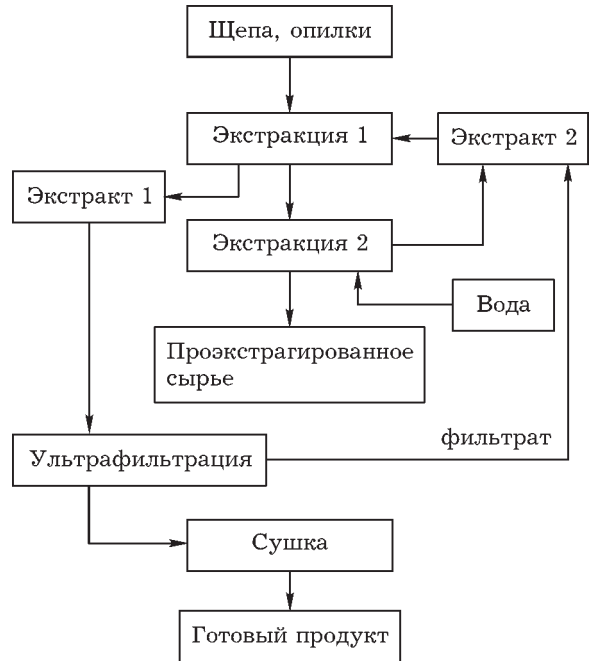 Щепа, опилки
Экстракция 1
Экстракт 2
Экстракт 1
Экстракция 2
Вода
Проэкстрагированное
сырье
фильтрат
Ультрафильтрация
Сушка
Готовый продукт